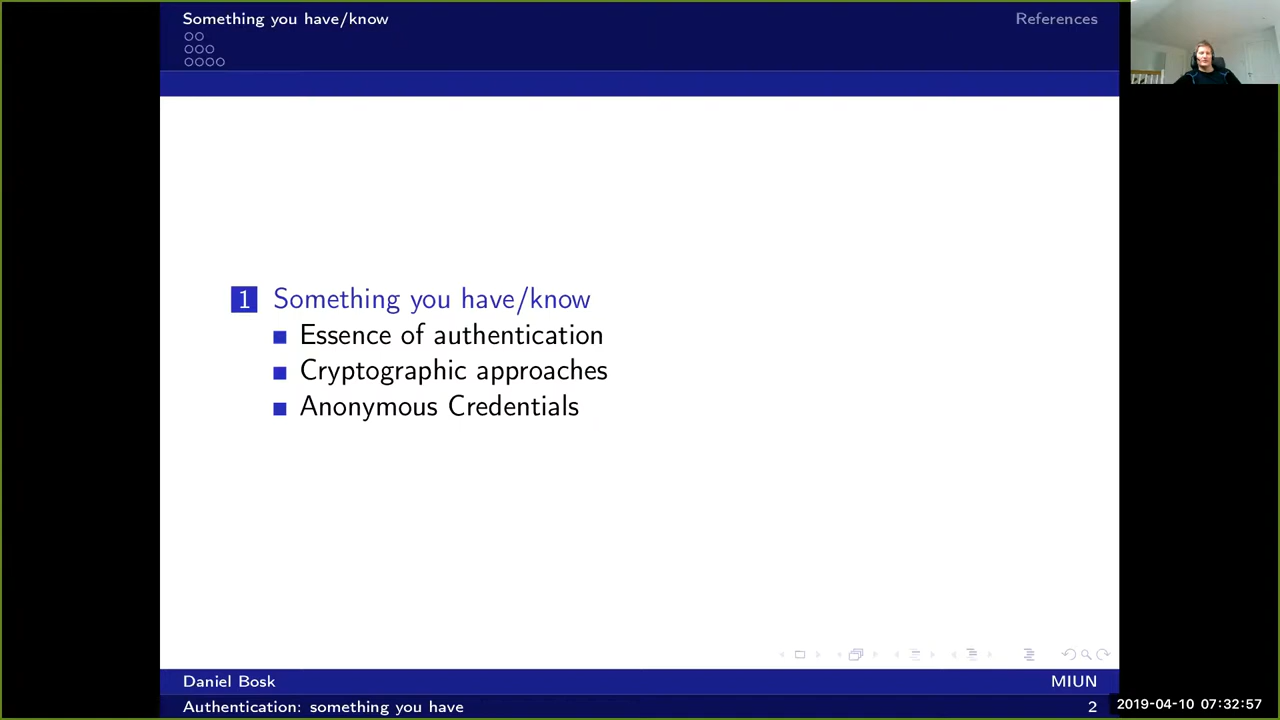 Something you have/know
References
1 Something you have/know
Essence of authentication
Cryptographic approaches
Anonymous Credentials
Daniel Bosk
MIUN
Authentication: something you have
2
2019-04-10 07:32:57